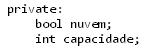 private:
    bool nuvem;
    int capacidade;